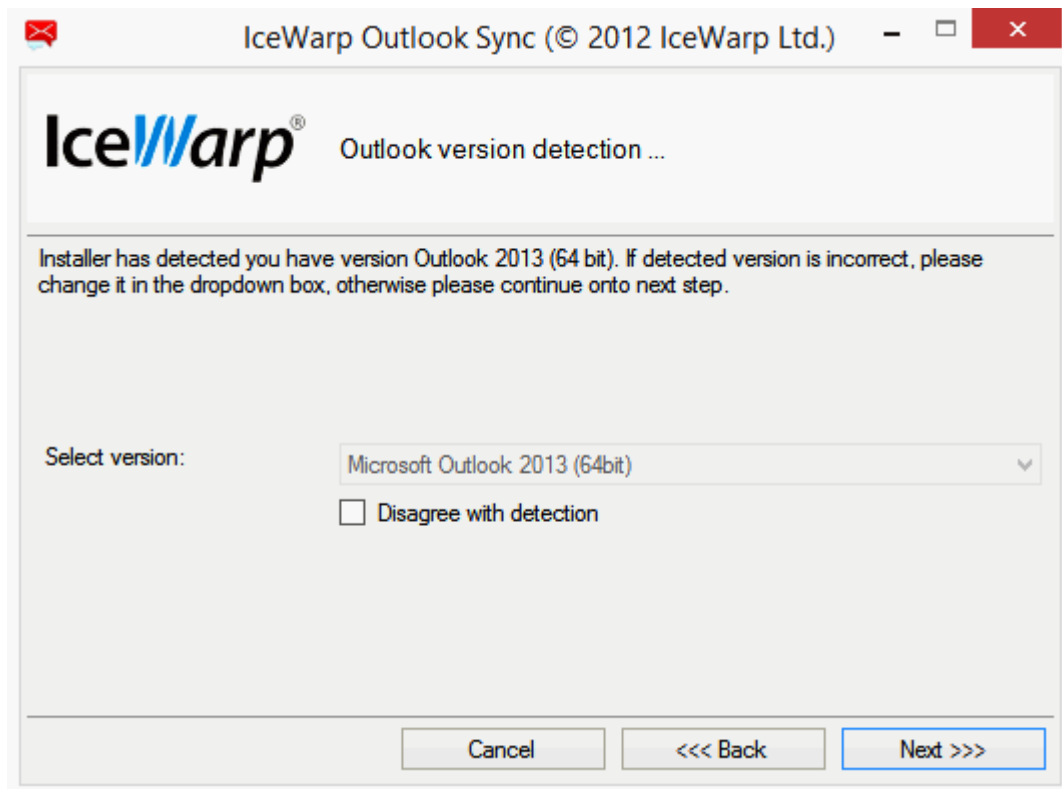 IceWarp Outlook Sync (© 2012 IceWarp Ltd.)
IceWarp®
Outlook version detection ...
Installer has detected you have version Outlook 2013 (64 bit). If detected version is incorrect, please
change it in the dropdown box, otherwise please continue onto next step.
Select version:
Microsoft Outlook 2013 (64bit)
Disagree with detection
Cancel
<<< Back
Next >>>